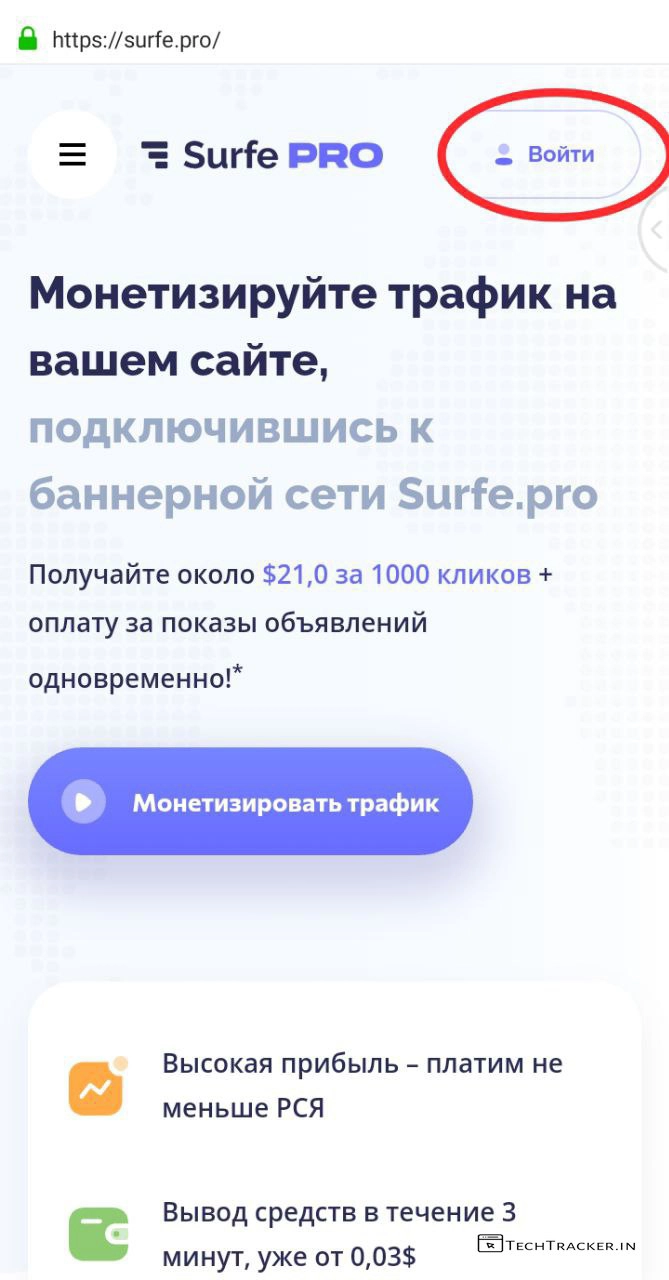 https://surfe.pro/
Surfe PRO
Войти
Монетизируйте трафик на
вашем сайте,
подключившись к
баннерной сети Surfe.pro
Получайте около $21,0 за 1000 кликов +
оплату за показы объявлений
одновременно!*
Монетизировать трафик
Высокая прибыль – платим не
меньше РСЯ
Вывод средств в течение 3
минут, уже от 0,03$
TECHTRACKER.IN